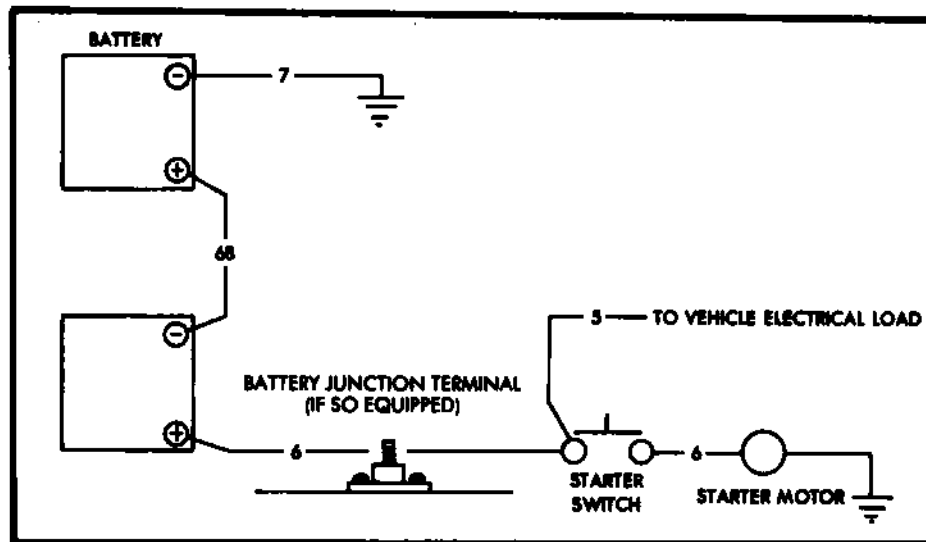 BATTERY
7
68
5 — TO VEHICLE ELECTRICAL LOAD
BATTERY JUNCTION TERMINAL
(IF SO EQUIPPED)
6
6
STARTER
SWITCH
STARTER MOTOR